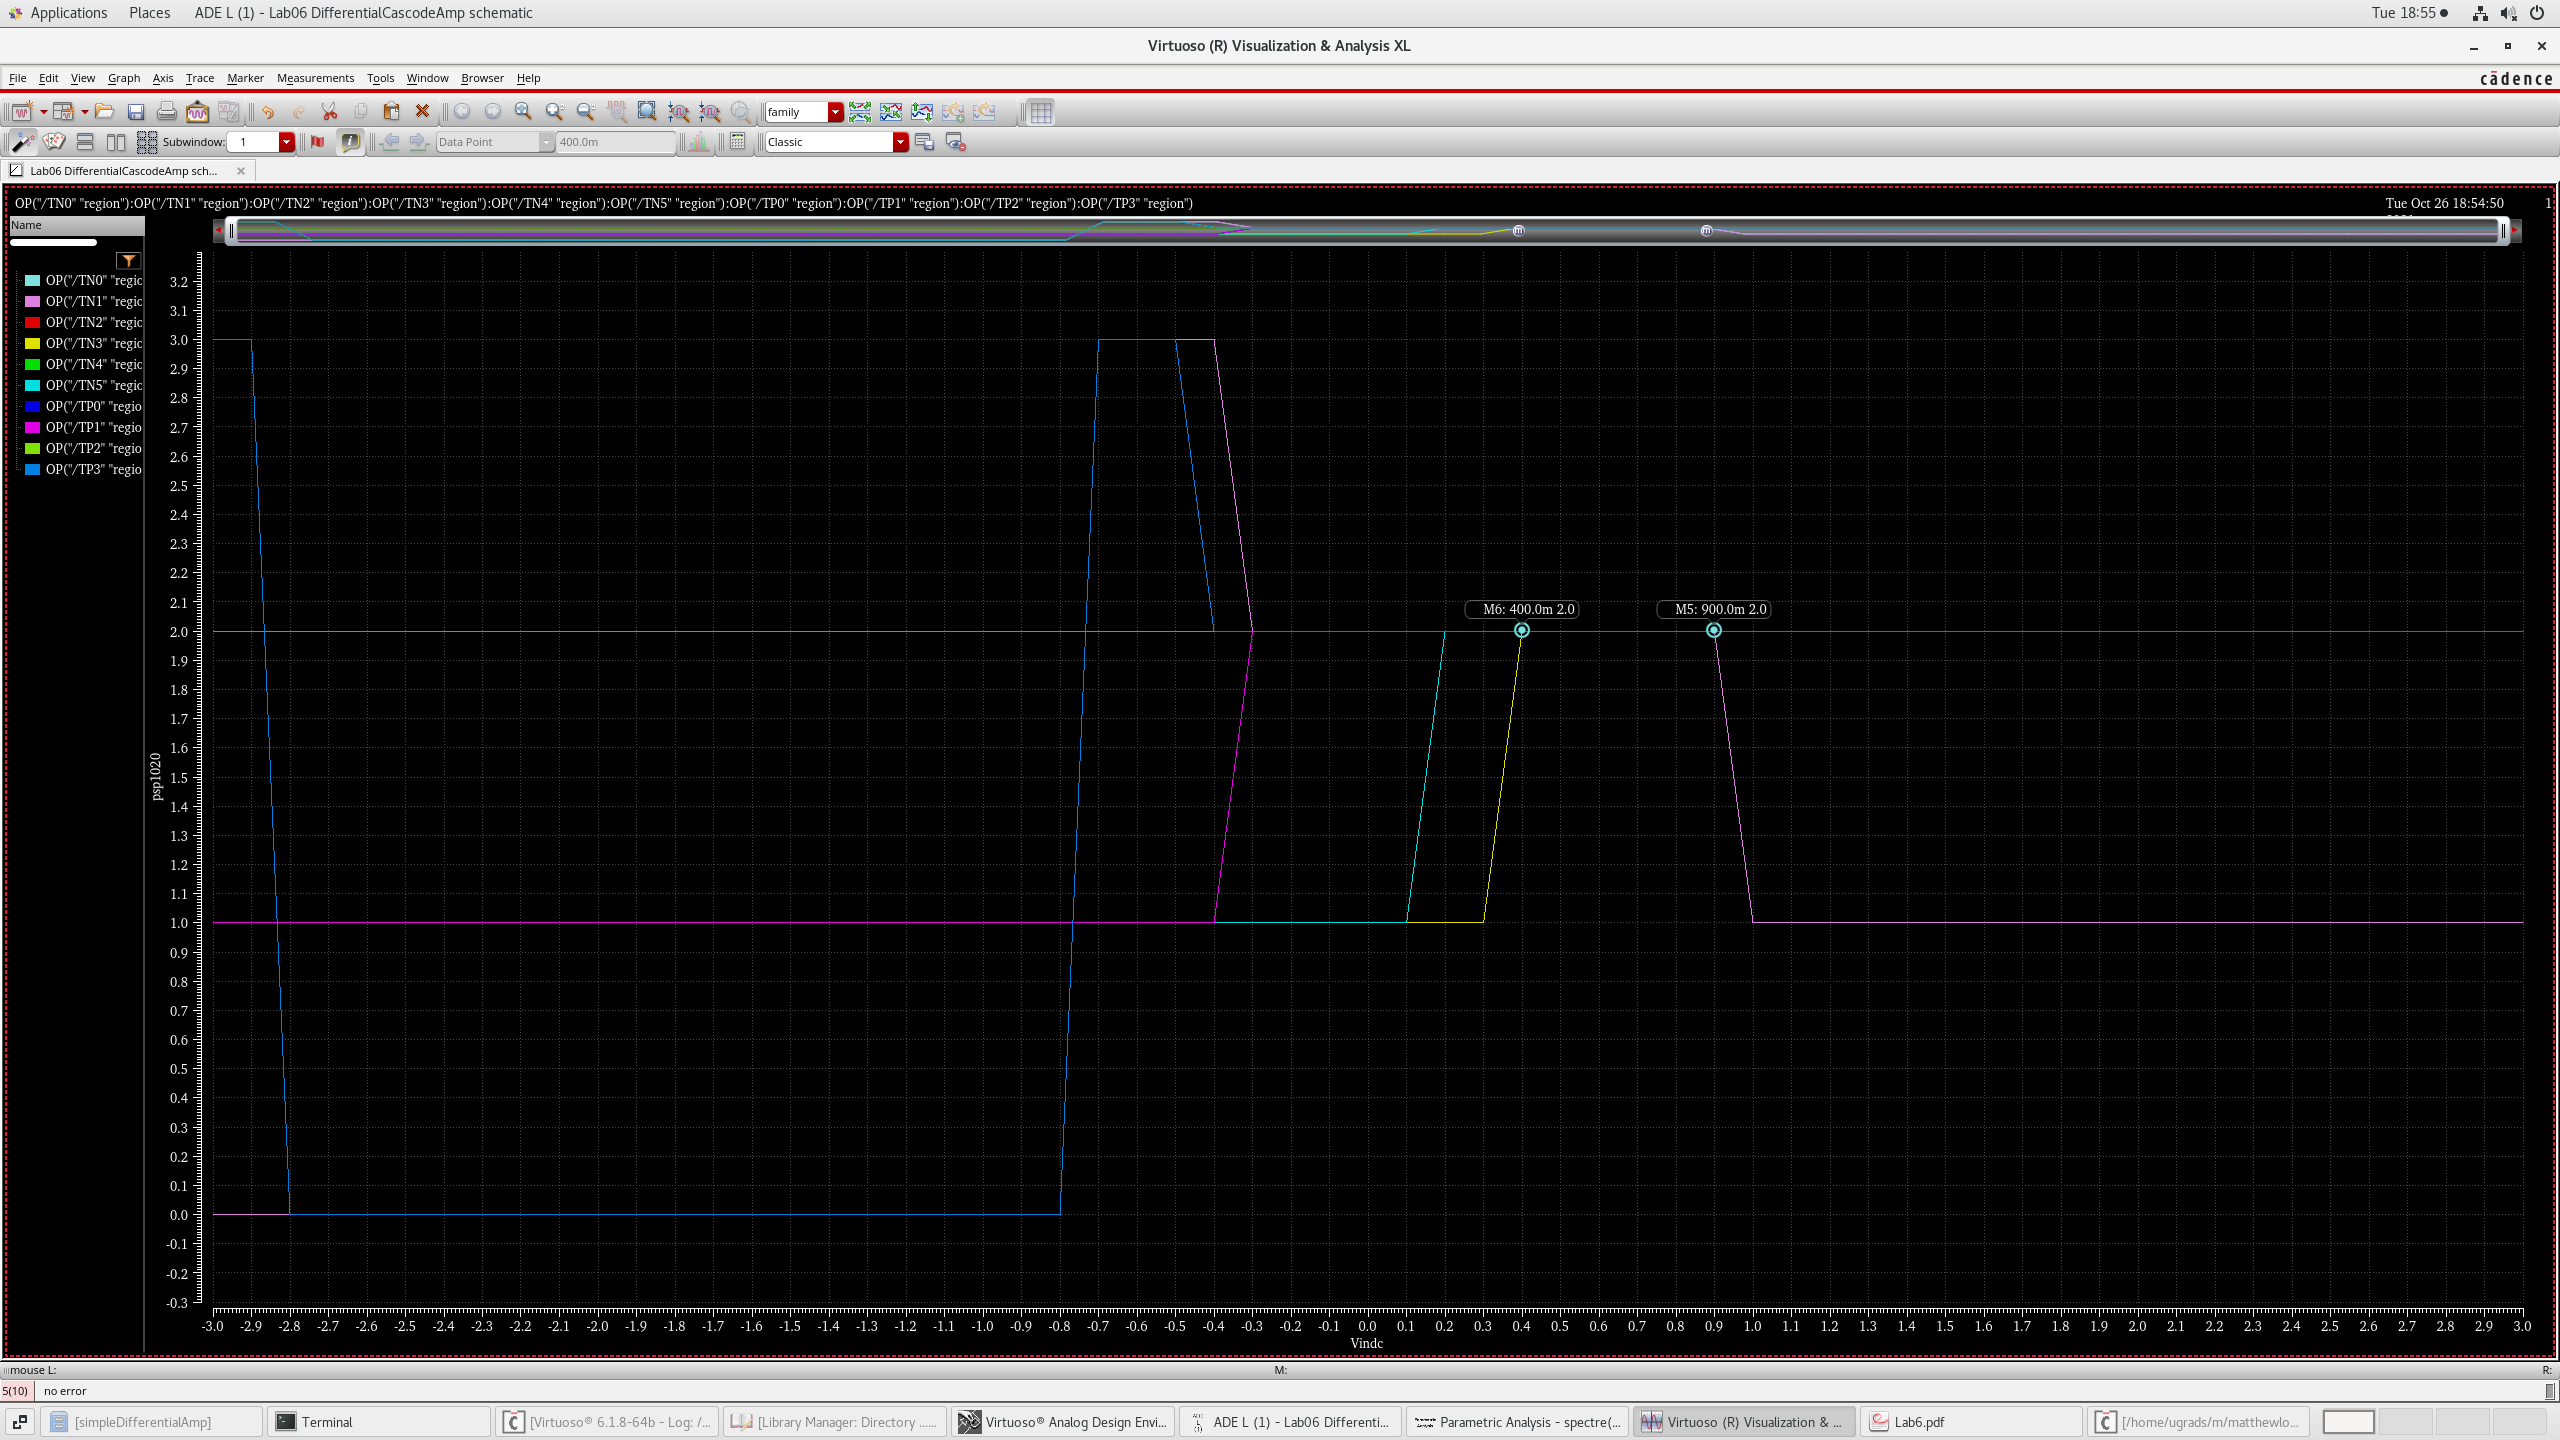 Applications Places ADE L (1) - Lab06 DifferentialCascodeAmp schematic Tue 18:55
Virtuoso (R) Visualization & Analysis XL
File Edit View Graph Axis Trace Marker Measurements Tools Window Browser Help cādence
family
Subwindow: 1 Data Point 400.0m Classic
Lab06 DifferentialCascodeAmp sch...
OP("/TN0" "region"):OP("/TN1" "region"):OP("/TN2" "region"):OP("/TN3" "region"):OP("/TN4" "region"):OP("/TN5" "region"):OP("/TP0" "region"):OP("/TP1" "region"):OP("/TP2" "region"):OP("/TP3" "region") Tue Oct 26 18:54:50 1
Name
OP("/TN0" "regio
OP("/TN1" "regio
OP("/TN2" "regio
OP("/TN3" "regio
OP("/TN4" "regio
OP("/TN5" "regio
OP("/TP0" "regio
OP("/TP1" "regio
OP("/TP2" "regio
OP("/TP3" "regio
psp1020
3.2
3.1
3.0
2.9
2.8
2.7
2.6
2.5
2.4
2.3
2.2
2.1
2.0
1.9
1.8
1.7
1.6
1.5
1.4
1.3
1.2
1.1
1.0
0.9
0.8
0.7
0.6
0.5
0.4
0.3
0.2
0.1
0.0
-0.1
-0.2
-0.3
M6: 400.0m 2.0 M5: 900.0m 2.0
-3.0 -2.9 -2.8 -2.7 -2.6 -2.5 -2.4 -2.3 -2.2 -2.1 -2.0 -1.9 -1.8 -1.7 -1.6 -1.5 -1.4 -1.3 -1.2 -1.1 -1.0 -0.9 -0.8 -0.7 -0.6 -0.5 -0.4 -0.3 -0.2 -0.1 0.0 0.1 0.2 0.3 0.4 0.5 0.6 0.7 0.8 0.9 1.0 1.1 1.2 1.3 1.4 1.5 1.6 1.7 1.8 1.9 2.0 2.1 2.2 2.3 2.4 2.5 2.6 2.7 2.8 2.9 3.0
Vindc
mouse L: M: R:
5(10) no error
[simpleDifferentialAmp] Terminal [Virtuoso® 6.1.8-64b - Log: /... [Library Manager: Directory ...... Virtuoso® Analog Design Envi... ADE L (1) - Lab06 Differenti... Parametric Analysis - spectre(... Virtuoso (R) Visualization & ... Lab6.pdf [/home/ugrads/m/matthewlo...